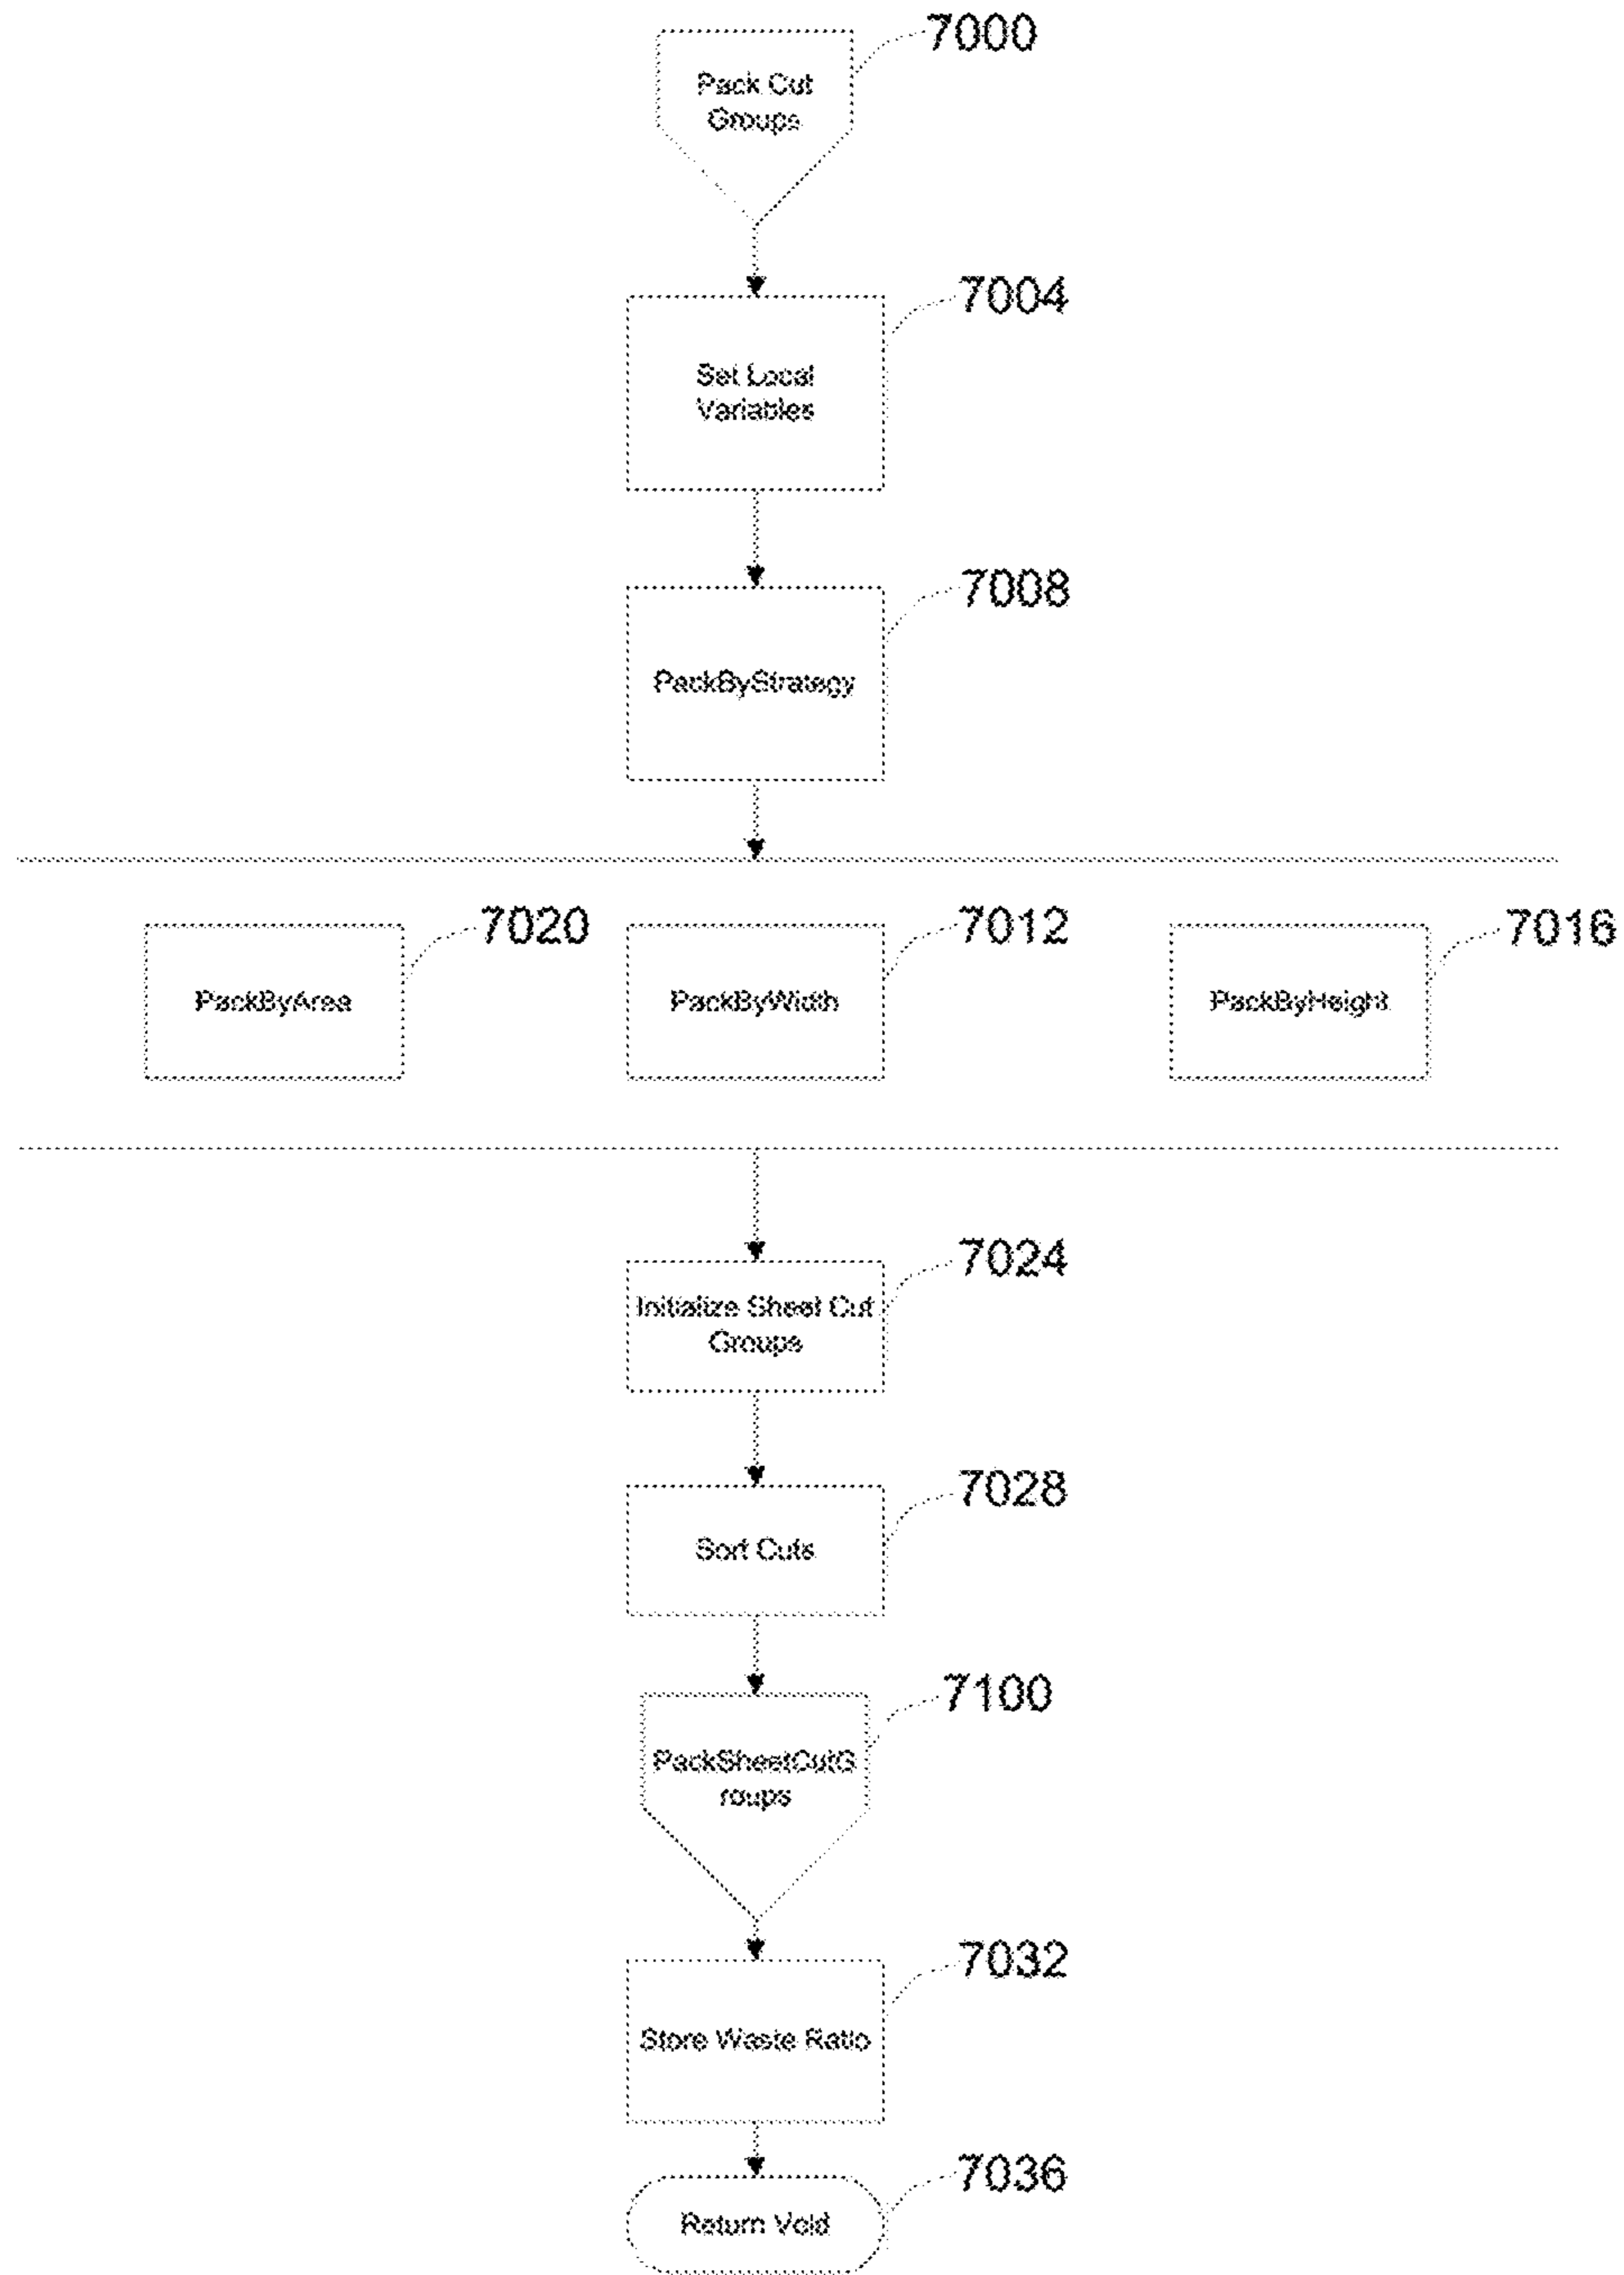 7000
Pack Cut
Groups
7004
Set Local
Variables
7008
PackByStrategy
7020
7012
7016
PackByArea
PackByWidth
PackByHeight
7024
Initialize Sheet Cut
Groups
7028
Sort Cuts
7100
PackSheetCutG
roups
7032
Store Waste Ratio
7036
Return Void